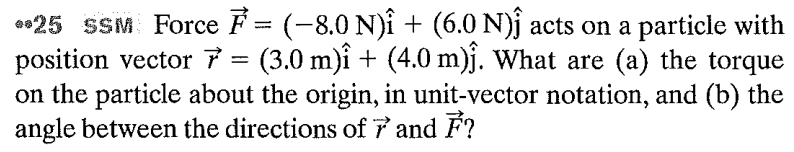 ••25 SSM Force F⃗ = (−8.0 N)î + (6.0 N)ĵ acts on a particle with
position vector r⃗ = (3.0 m)î + (4.0 m)ĵ. What are (a) the torque
on the particle about the origin, in unit-vector notation, and (b) the
angle between the directions of r⃗ and F⃗?